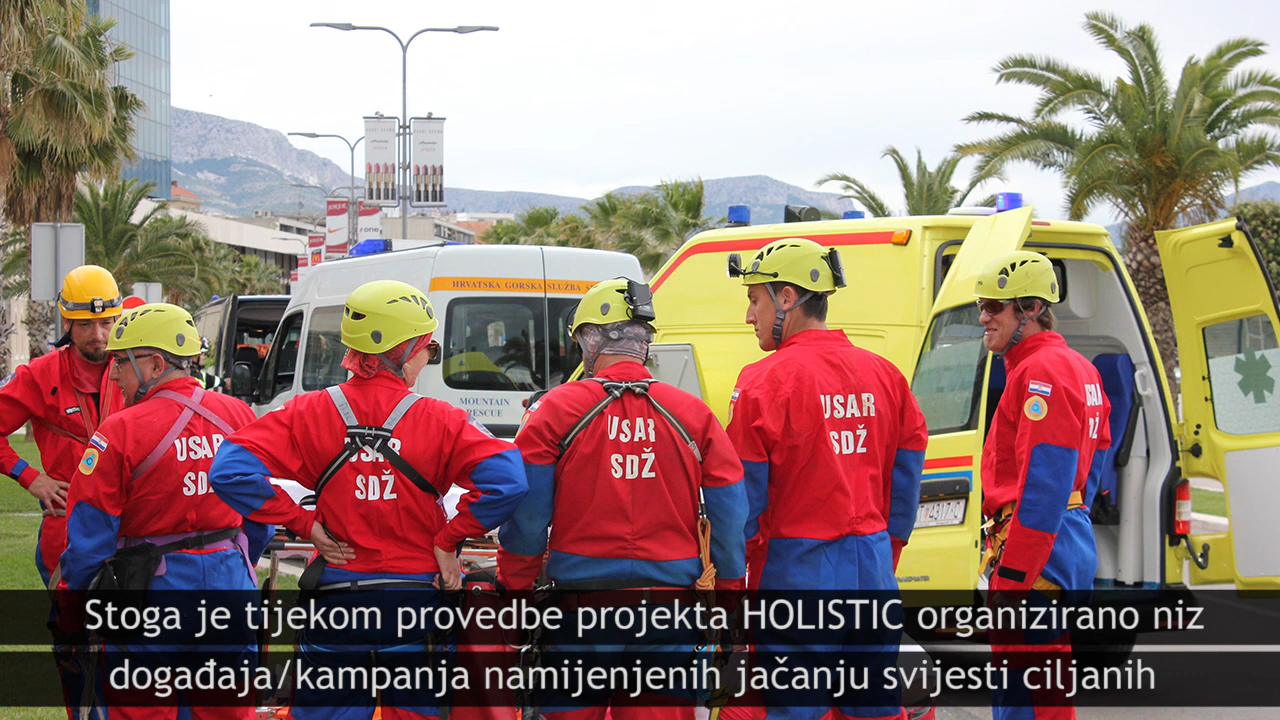 HRVATSKA GORSKA SLUŽBA
MOUNTAIN
RESCUE
USAR
SDŽ
USAR
SDŽ
USAR
SDŽ
USAR
SDŽ
Stoga je tijekom provedbe projekta HOLISTIC organizirano niz
događaja/kampanja namijenjenih jačanju svijesti ciljanih